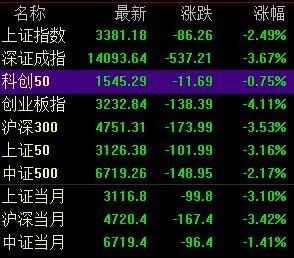 名称 最新 涨跌 涨幅
上证指数 3381.18 -86.26 -2.49%
深证成指 14093.64 -537.21 -3.67%
科创50 1545.29 -11.69 -0.75%
创业板指 3232.84 -138.39 -4.11%
沪深300 4751.31 -173.99 -3.53%
上证50 3126.38 -101.99 -3.16%
中证500 6719.26 -148.95 -2.17%
上证当月 3116.8 -99.8 -3.10%
沪深当月 4720.4 -167.4 -3.42%
中证当月 6719.4 -96.4 -1.41%